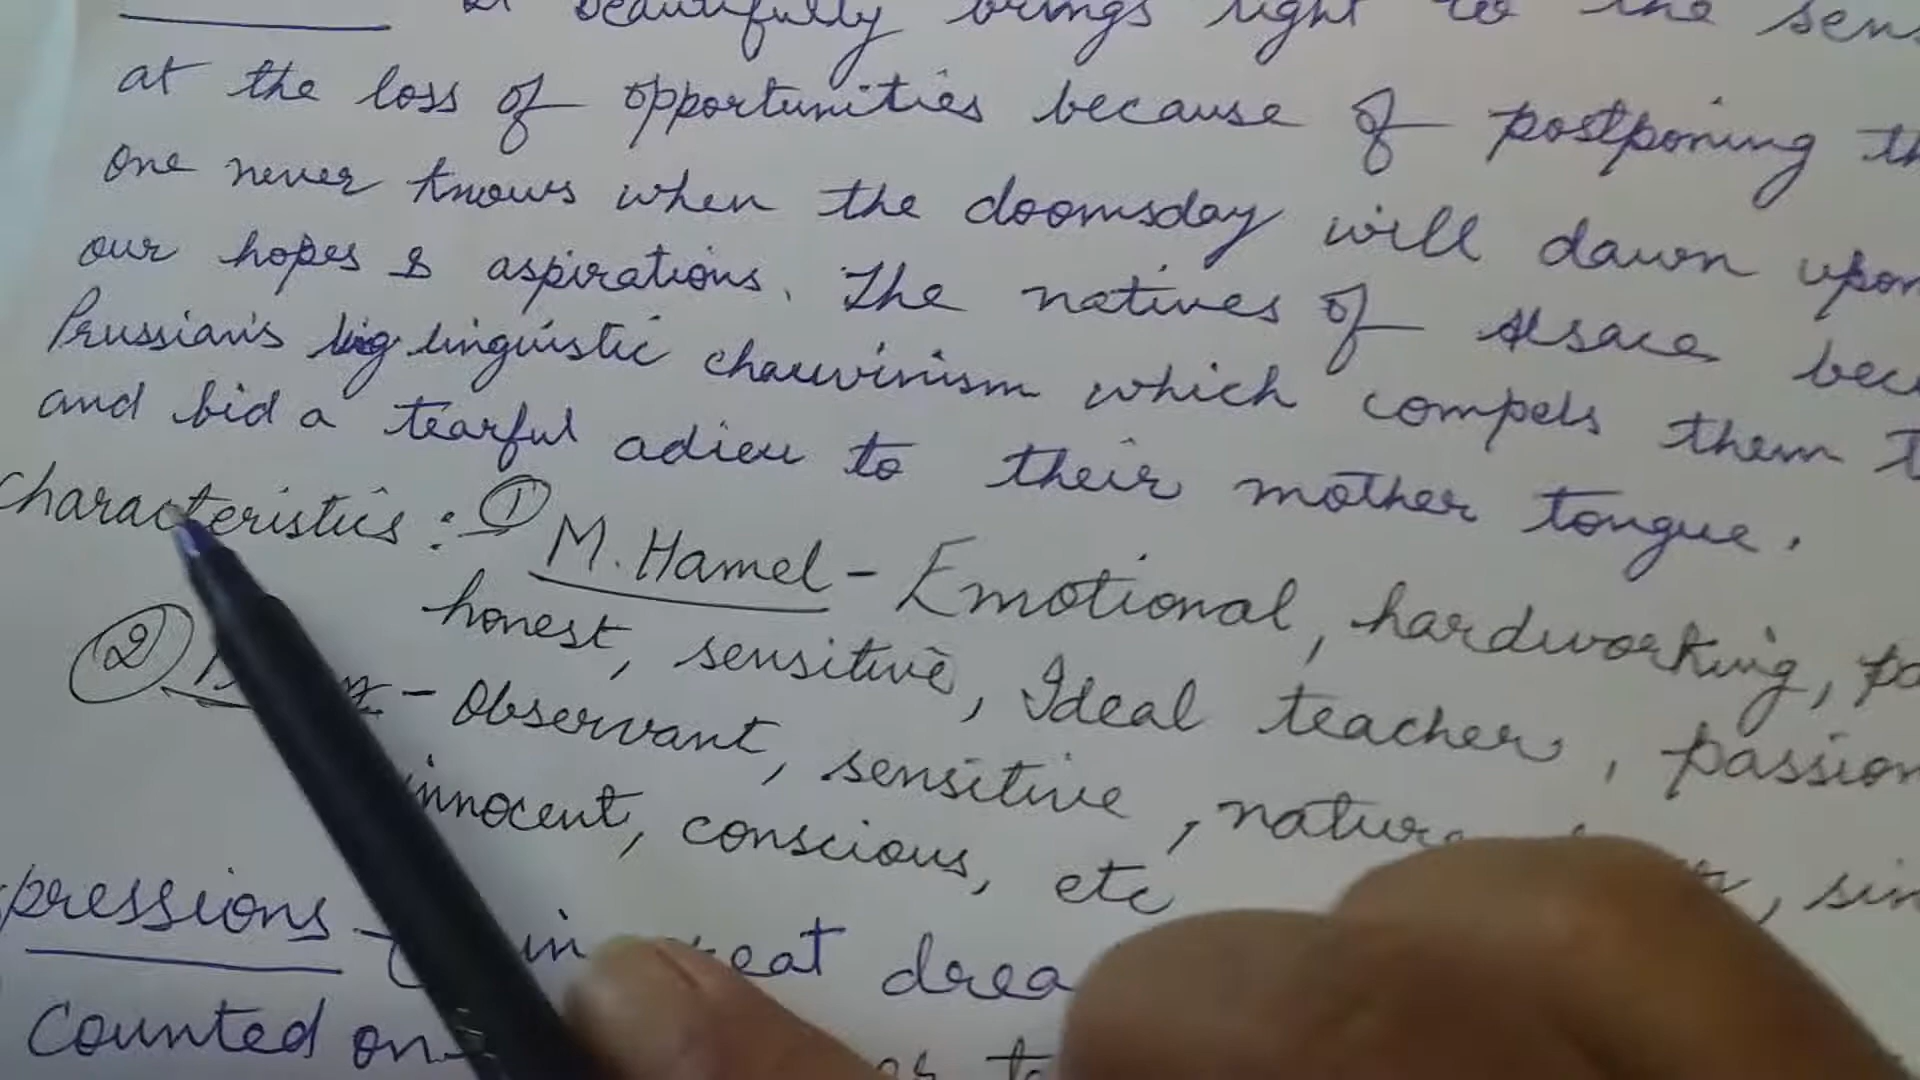 It beautifully brings light to the
at the loss of opportunities because of postponing
one never knows when the doomsday will dawn upon
our hopes & aspirations. The natives of Alsace
Prussian's linguistic chauvinism which compels them
and bid a tearful adieu to their mother tongue.
Characteristics : ① M. Hamel - Emotional, hardworking,
honest, sensitive, Ideal teacher,
② - Observant, sensitive,
innocent, conscious, etc
in
Counted on